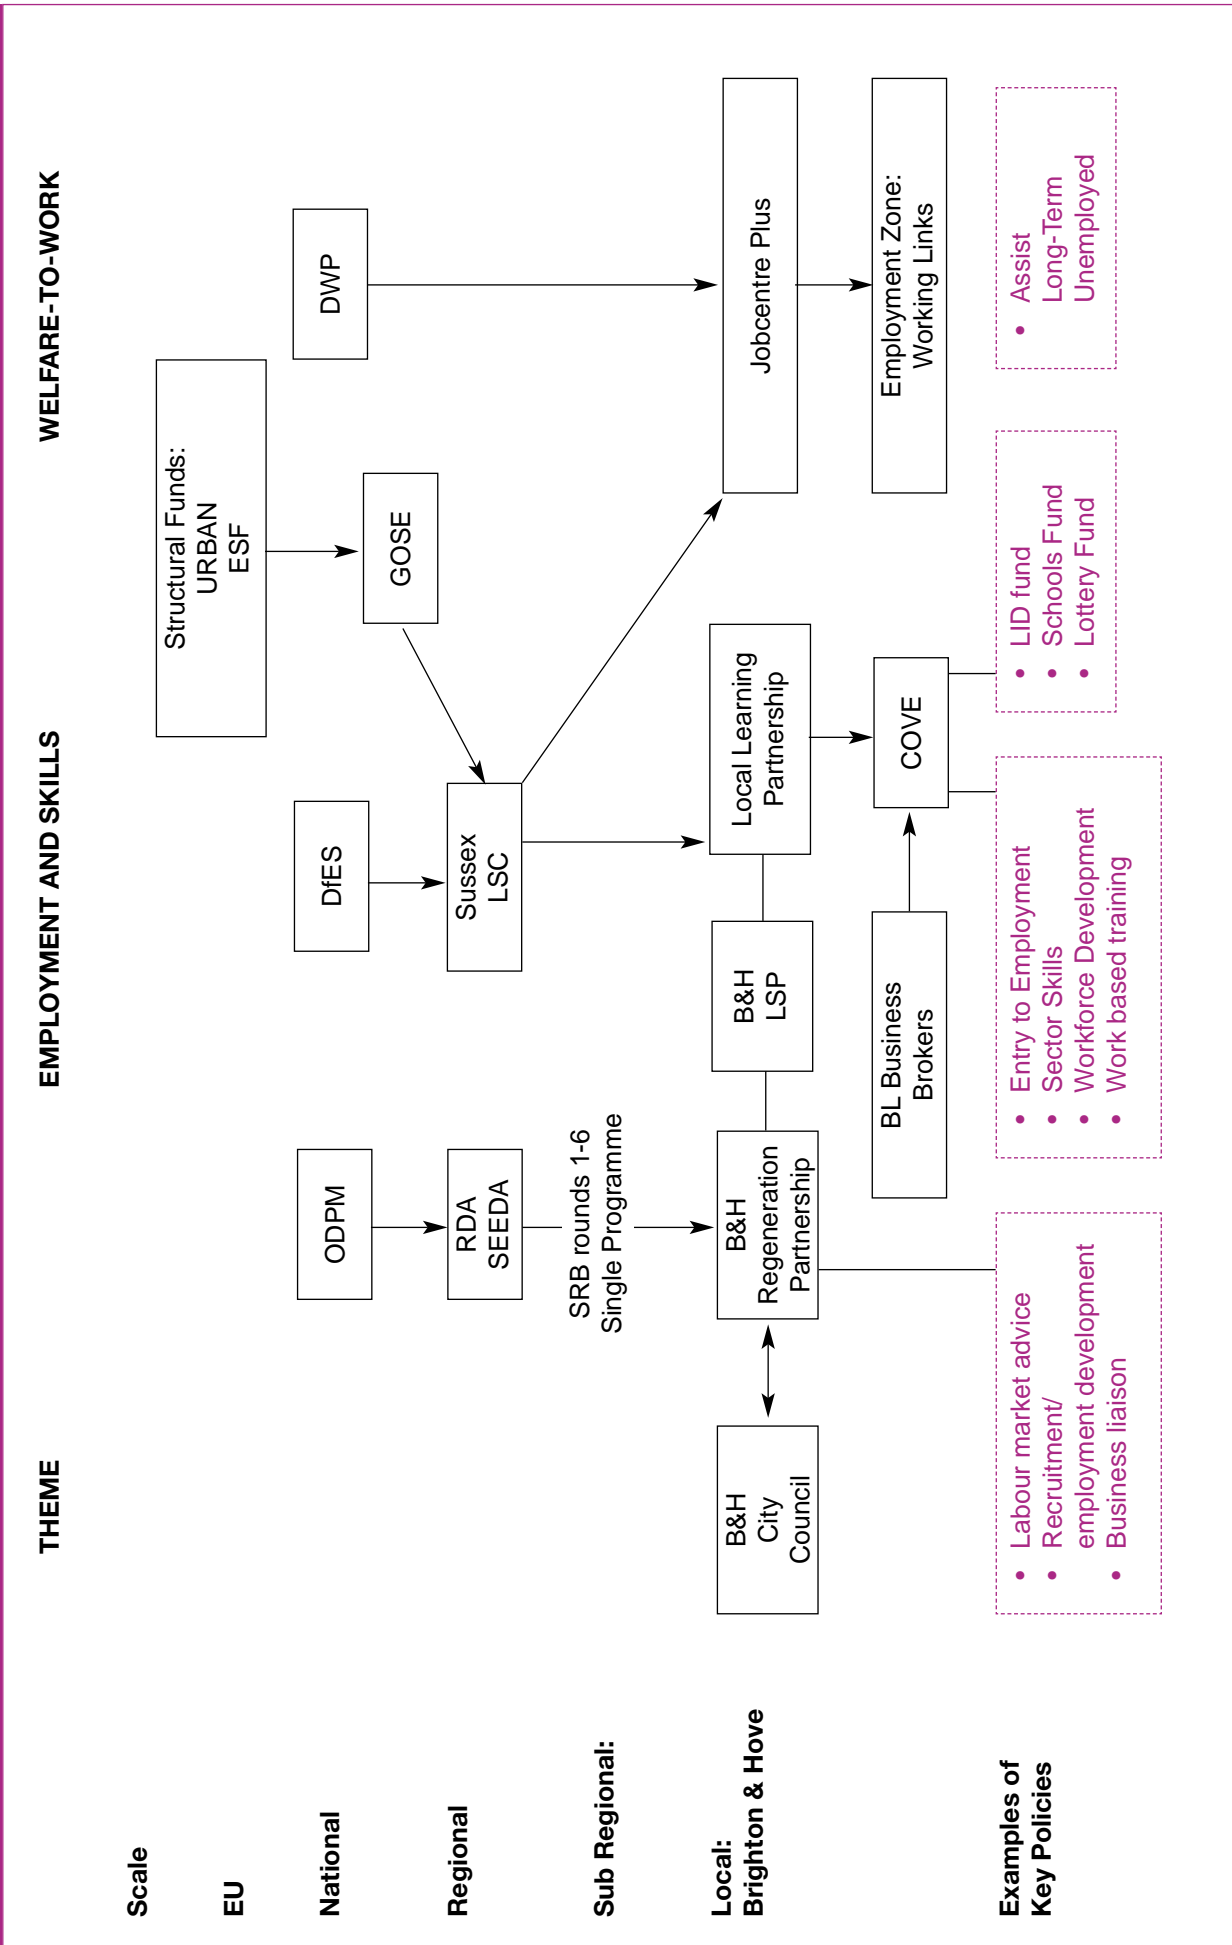 THEME
EMPLOYMENT AND SKILLS
WELFARE-TO-WORK
Scale
EU
Structural Funds:
URBAN
ESF
National
ODPM
DfES
DWP
GOSE
Regional
RDA
SEEDA
Sussex
LSC
Sub Regional:
SRB rounds 1-6
Single Programme
Local:
Brighton & Hove
B&H
City
Council
B&H
Regeneration
Partnership
B&H
LSP
Local Learning
Partnership
Jobcentre Plus
BL Business
Brokers
COVE
Employment Zone:
Working Links
Examples of
Key Policies
• Labour market advice
• Recruitment/
employment development
• Business liaison
• Entry to Employment
• Sector Skills
• Workforce Development
• Work based training
• LID fund
• Schools Fund
• Lottery Fund
• Assist
Long-Term
Unemployed